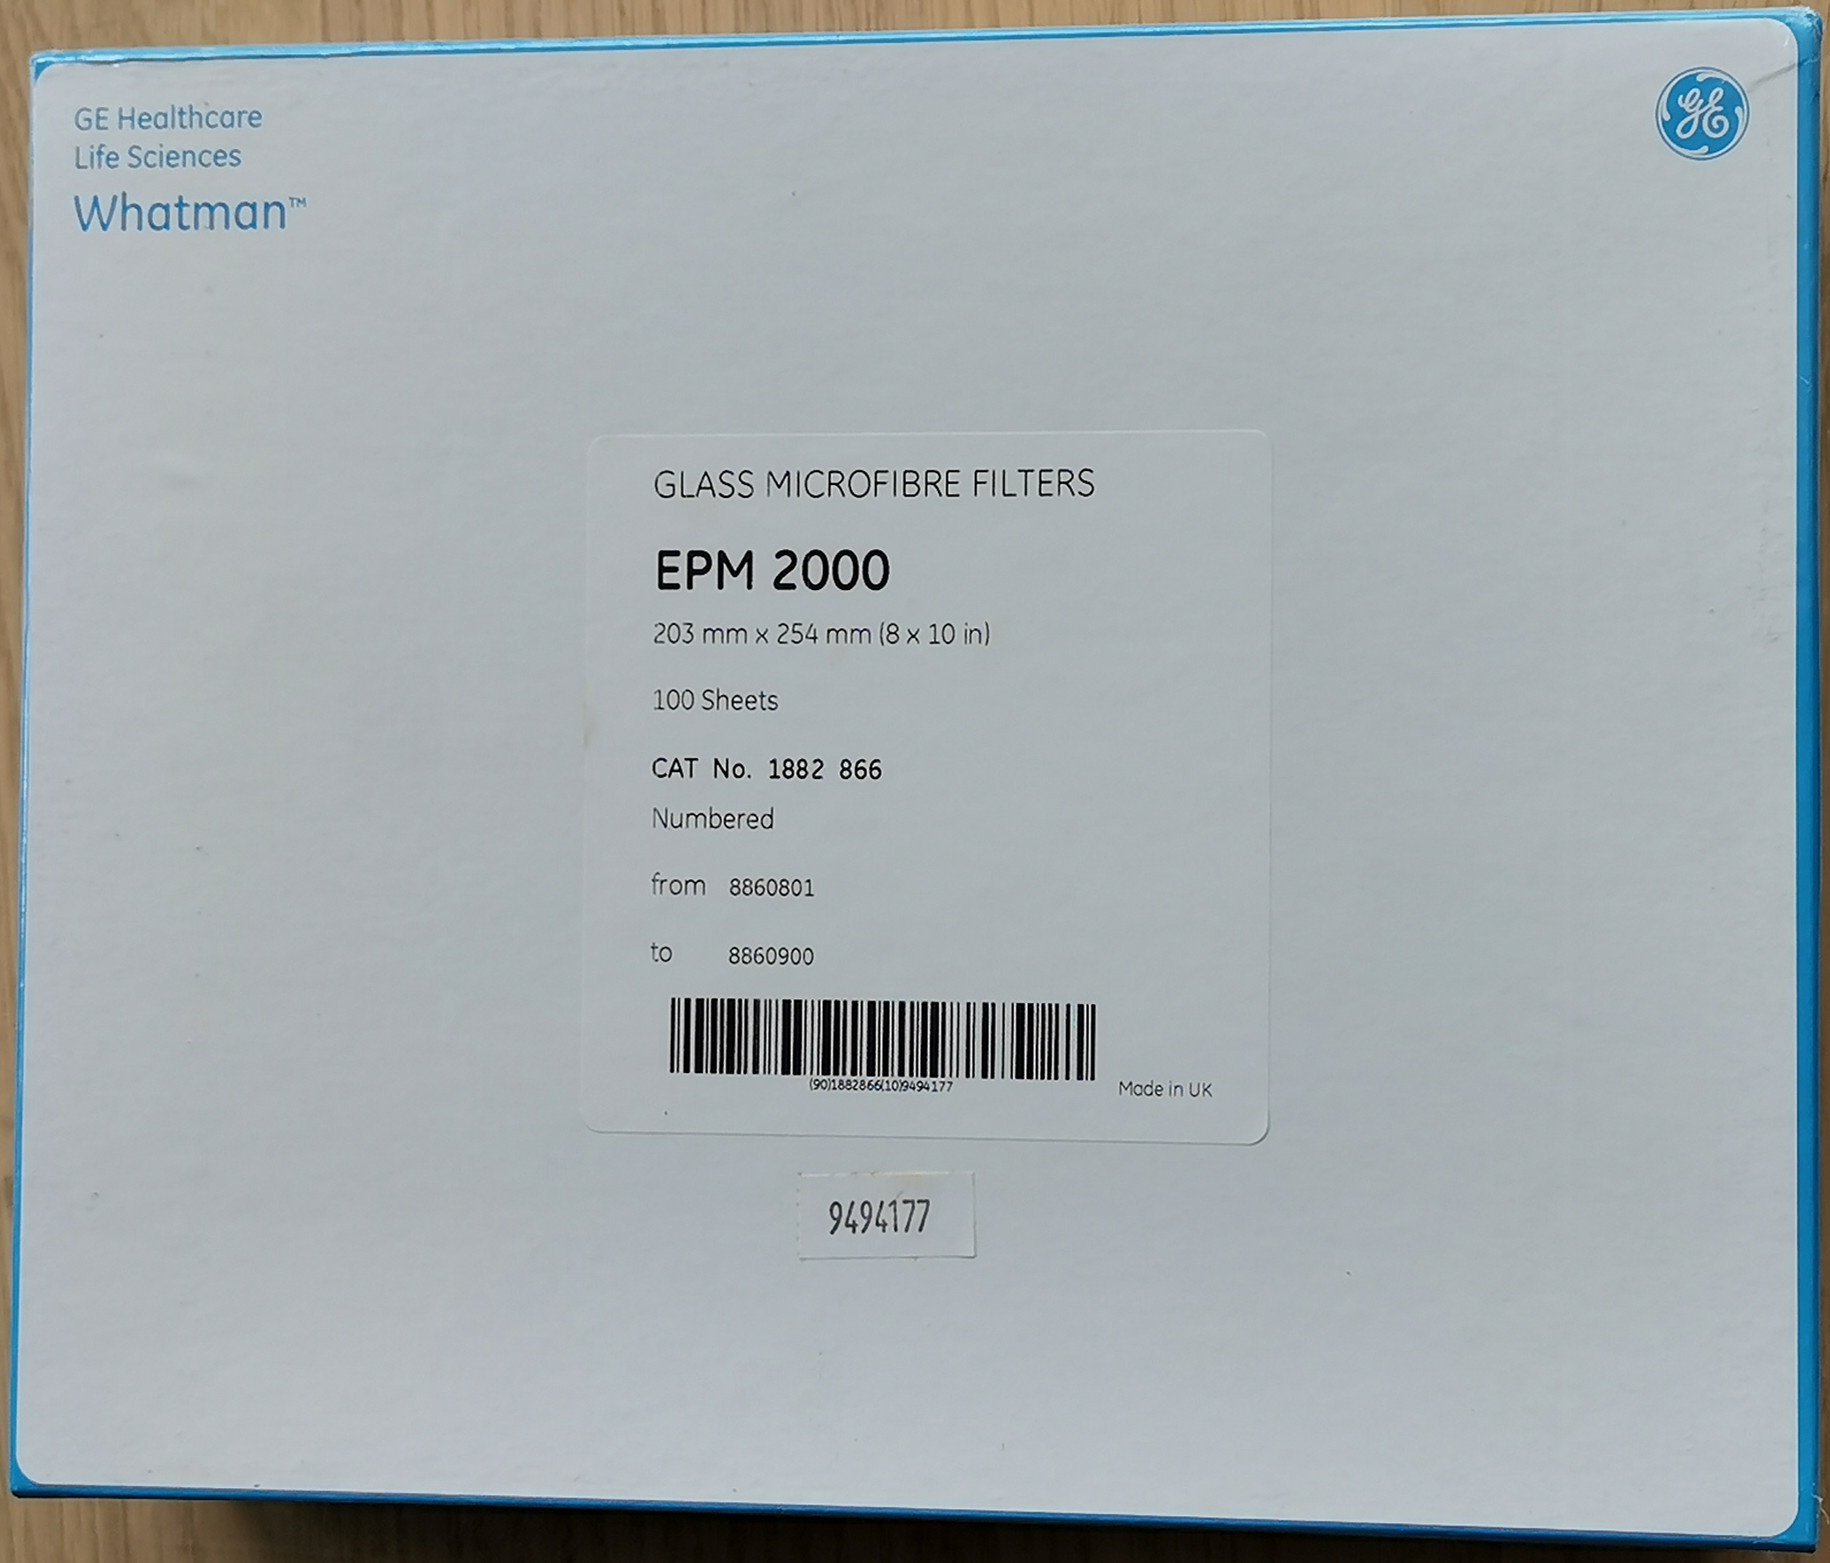 GE Healthcare
Life Sciences
Whatman™
GE
GLASS MICROFIBRE FILTERS
EPM 2000
203 mm x 254 mm (8 x 10 in)
100 Sheets
CAT No. 1882 866
Numbered
from 8860801
to 8860900
(90)1882866(10)9494177
Made in UK
9494177